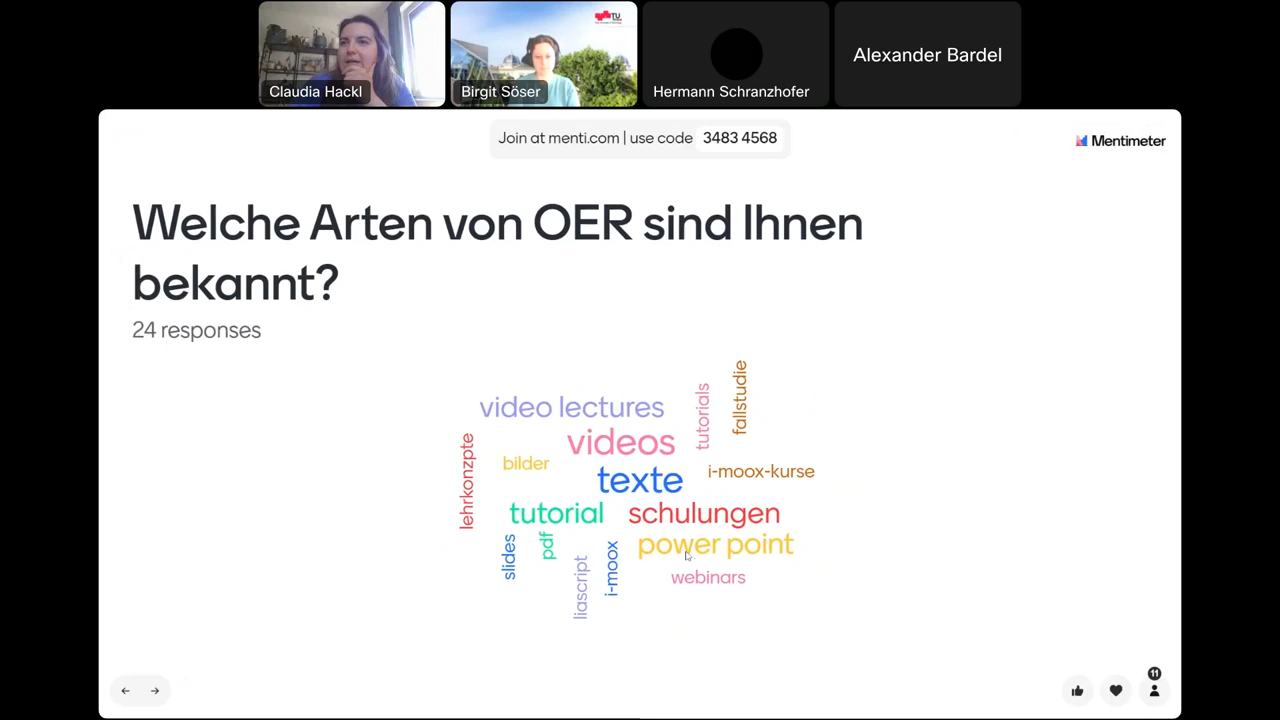 TU
Claudia Hackl
Birgit Söser
Hermann Schranzhofer
Alexander Bardel
Join at menti.com | use code 3483 4568
Mentimeter
Welche Arten von OER sind Ihnen
bekannt?
24 responses
fallstudie
tutorials
video lectures
videos
lehrkonzpte
bilder
i-moox-kurse
texte
tutorial
schulungen
slides
pdf
liascript
i-moox
power point
webinars
11